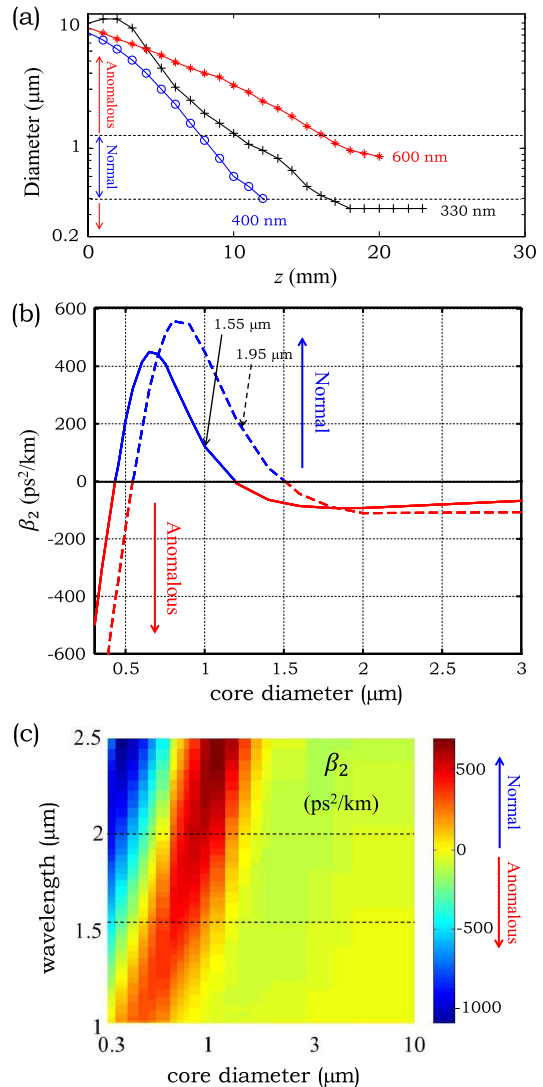 (a)
10
1
0.2
Diameter (μm)
Anomalous
Normal
600 nm
400 nm
330 nm
0
5
10
15
20
25
30
z (mm)
(b)
600
400
200
0
-200
-400
-600
β2 (ps²/km)
1.55 μm
1.95 μm
Normal
Anomalous
0.5
1
1.5
2
2.5
3
core diameter (μm)
(c)
2.5
2
1.5
1
wavelength (μm)
β2
(ps²/km)
0.3
1
3
10
core diameter (μm)
500
0
-500
-1000
Normal
Anomalous